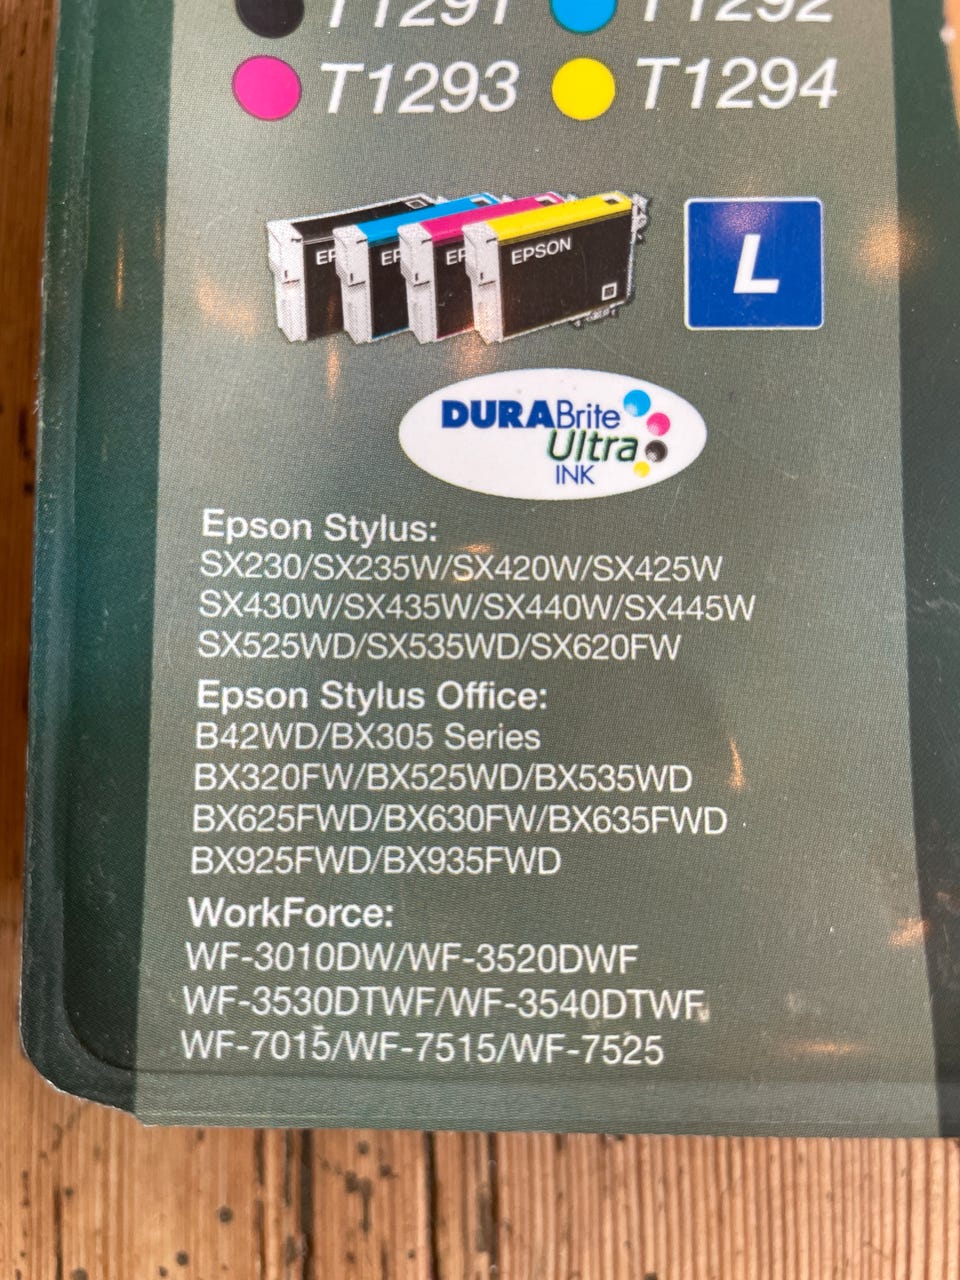 T1291 T1292
T1293 T1294
EPSON
L
DURABrite
Ultra
INK
Epson Stylus:
SX230/SX235W/SX420W/SX425W
SX430W/SX435W/SX440W/SX445W
SX525WD/SX535WD/SX620FW
Epson Stylus Office:
B42WD/BX305 Series
BX320FW/BX525WD/BX535WD
BX625FWD/BX630FW/BX635FWD
BX925FWD/BX935FWD
WorkForce:
WF-3010DW/WF-3520DWF
WF-3530DTWF/WF-3540DTWF
WF-7015/WF-7515/WF-7525